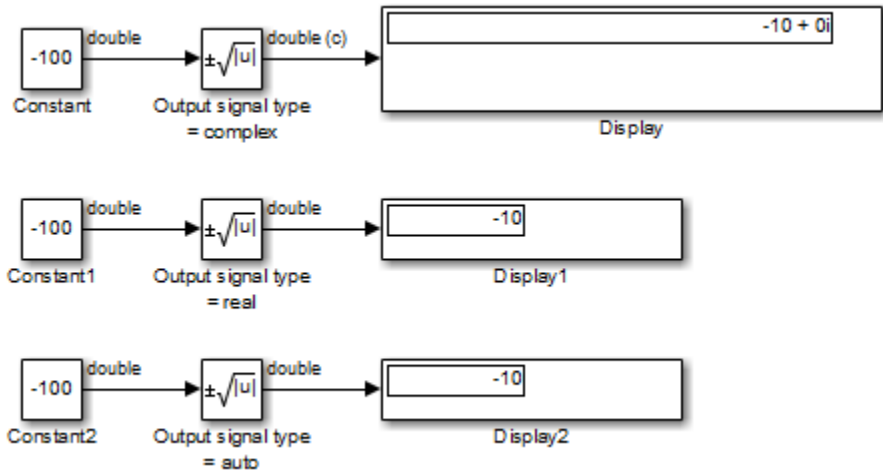 double
double (c)
-10 + 0i
-100
±√|u|
Constant
Output signal type
= complex
Display
double
double
-10
-100
±√|u|
Constant1
Output signal type
= real
Display1
double
double
-10
-100
±√|u|
Constant2
Output signal type
= auto
Display2